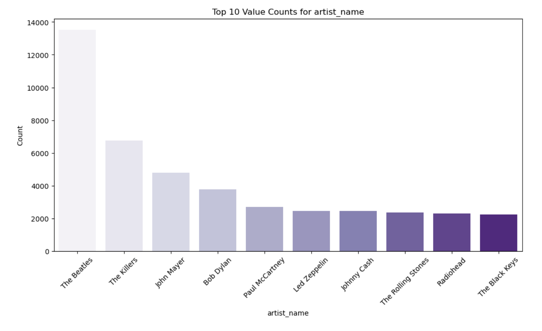 Top 10 Value Counts for artist_name
14000
12000
10000
8000
6000
4000
2000
0
Count
The Beatles
The Killers
John Mayer
Bob Dylan
Paul McCartney
Led Zeppelin
Johnny Cash
The Rolling Stones
Radiohead
The Black Keys
artist_name